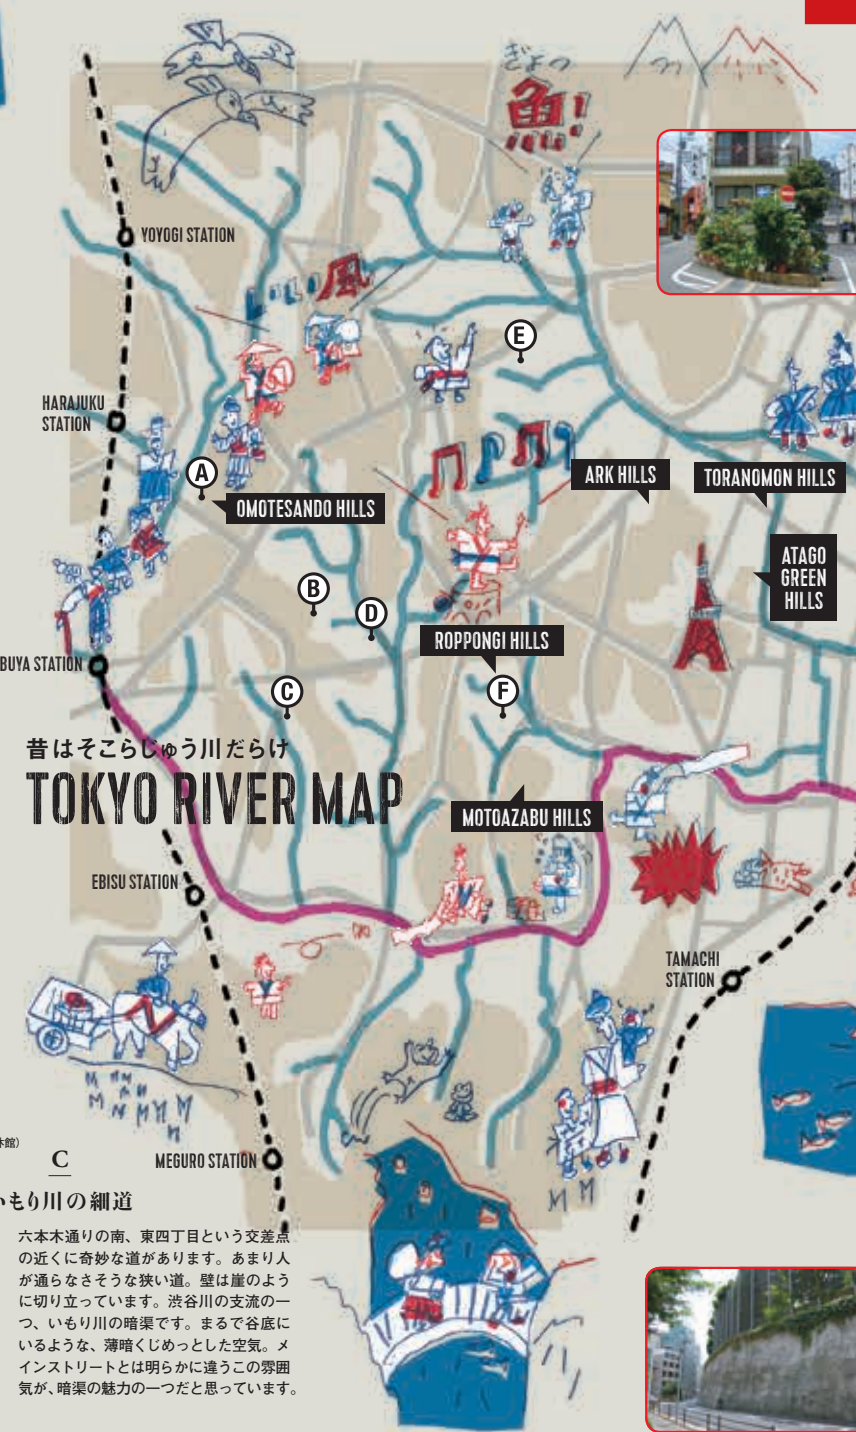 ぎょっ
魚!
YOYOGI STATION
風
E
HARAJUKU
STATION
A
OMOTESANDO HILLS
ARK HILLS
TORANOMON HILLS
ATAGO
GREEN
HILLS
B
D
ROPPONGI HILLS
BUYA STATION
C
F
昔はそこらじゅう川だらけ
TOKYO RIVER MAP
MOTOAZABU HILLS
EBISU STATION
TAMACHI
STATION
MEGURO STATION
木館)
C
いもり川の細道
六本木通りの南、東四丁目という交差点
の近くに奇妙な道があります。あまり人
が通らなさそうな狭い道。壁は崖のよう
に切り立っています。渋谷川の支流の一
つ、いもり川の暗渠です。まるで谷底に
いるような、薄暗くじめっとした空気。メ
インストリートとは明らかに違うこの雰囲
気が、暗渠の魅力の一つだと思っています。